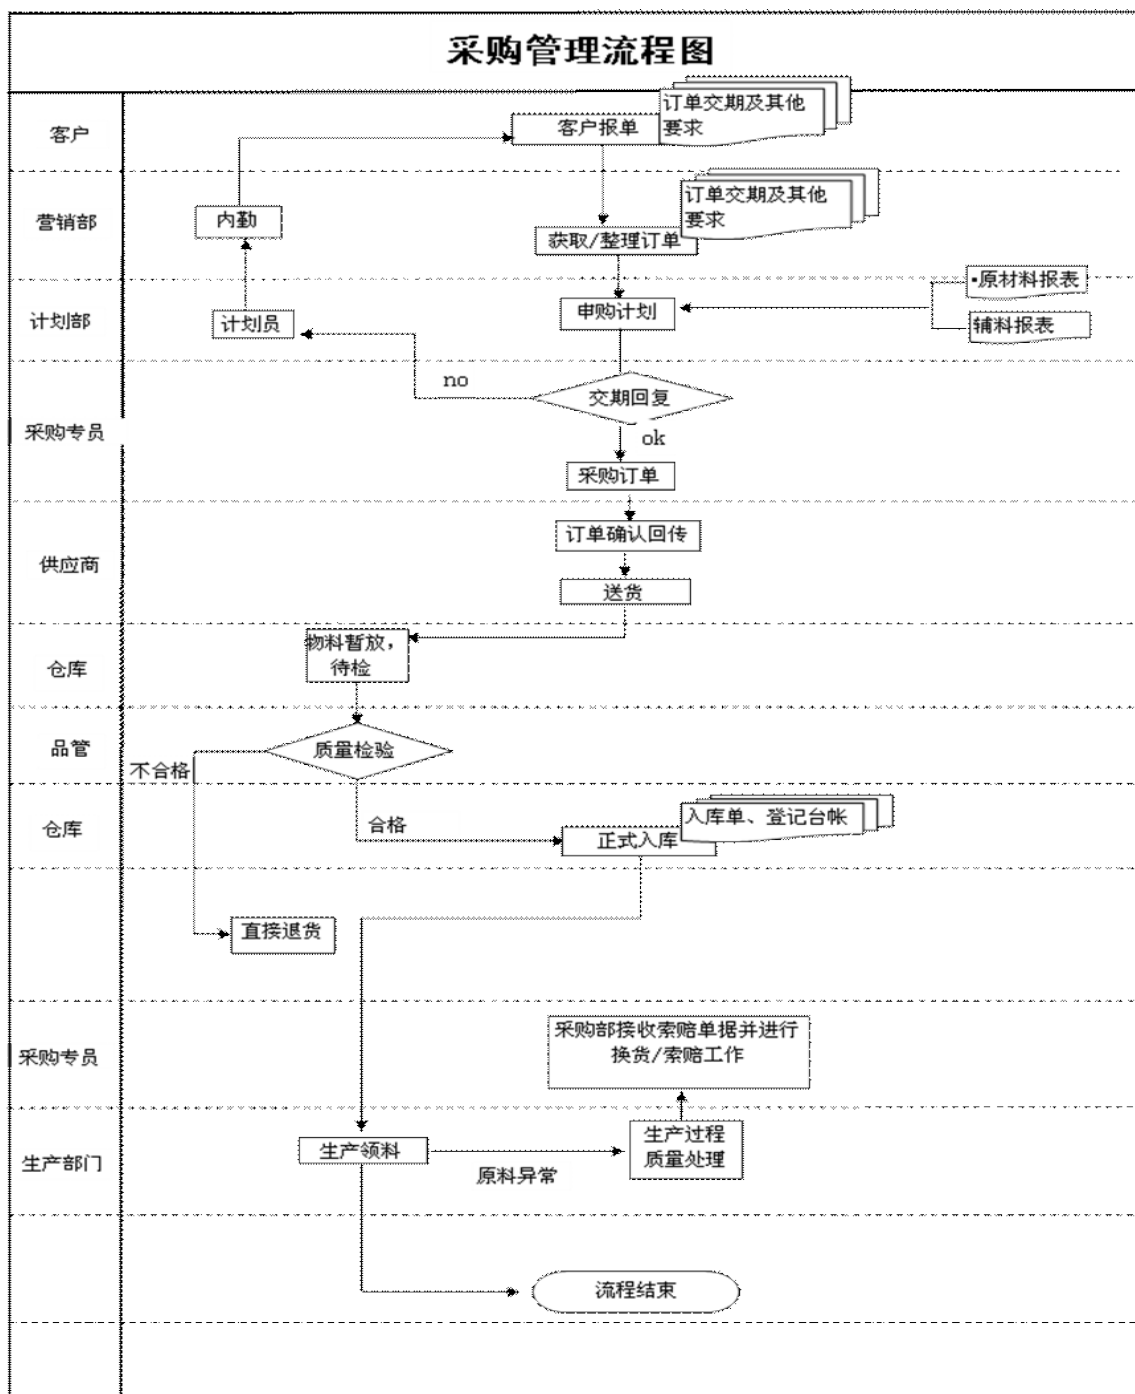 采购管理流程图
客户
客户报单
订单交期及其他
要求
营销部
内勤
获取/整理订单
订单交期及其他
要求
计划部
计划员
申购计划
原材料报表
辅料报表
no
交期回复
ok
采购专员
采购订单
供应商
订单确认回传
送货
仓库
物料暂放，
待检
品管
质量检验
不合格
仓库
合格
正式入库
入库单、登记台帐
直接退货
采购专员
采购部接收索赔单据并进行
换货/索赔工作
生产部门
生产领料
原料异常
生产过程
质量处理
流程结束